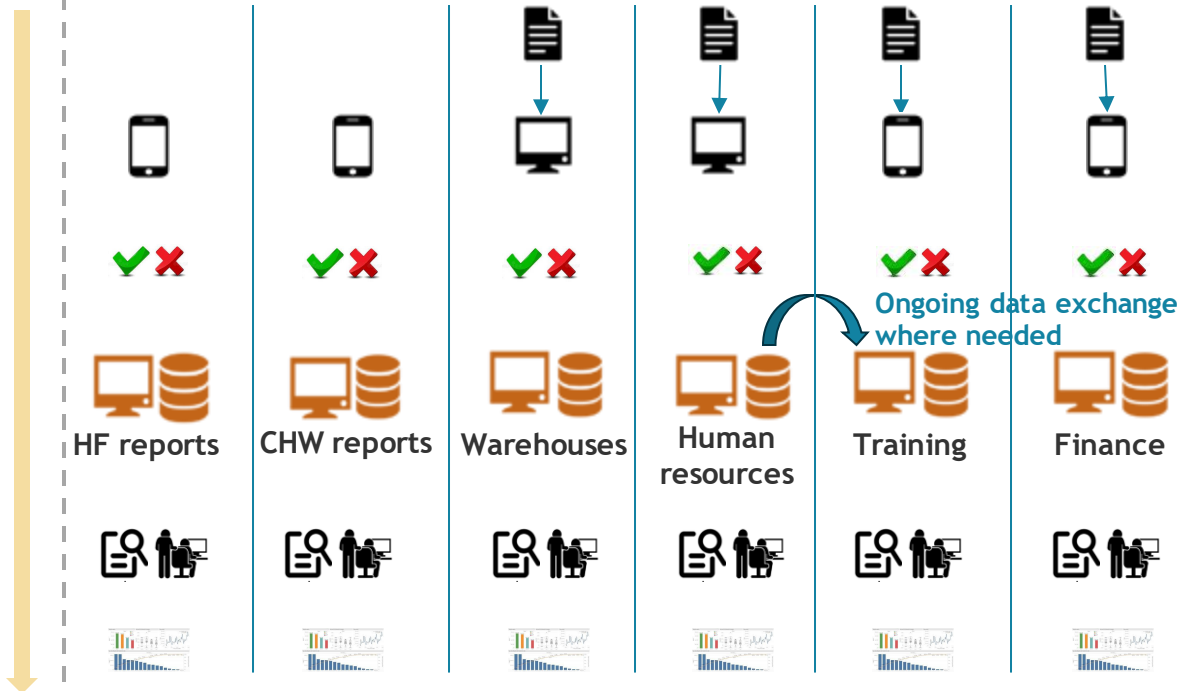 Ongoing data exchange
where needed
HF reports
CHW reports
Warehouses
Human
resources
Training
Finance